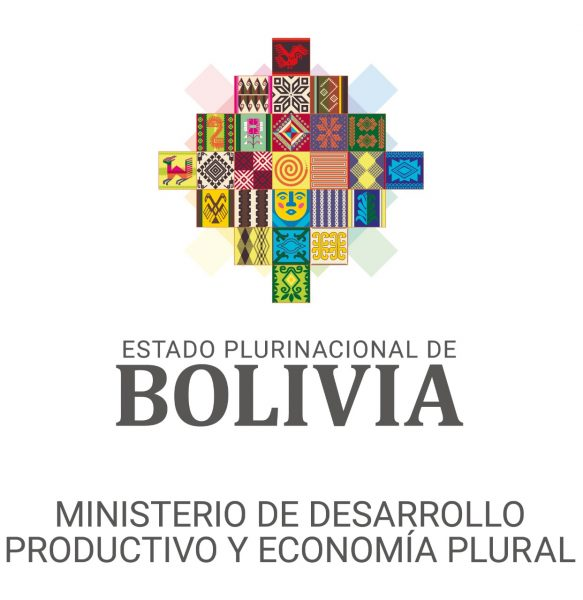 ESTADO PLURINACIONAL DE
BOLIVIA
MINISTERIO DE DESARROLLO
PRODUCTIVO Y ECONOMÍA PLURAL